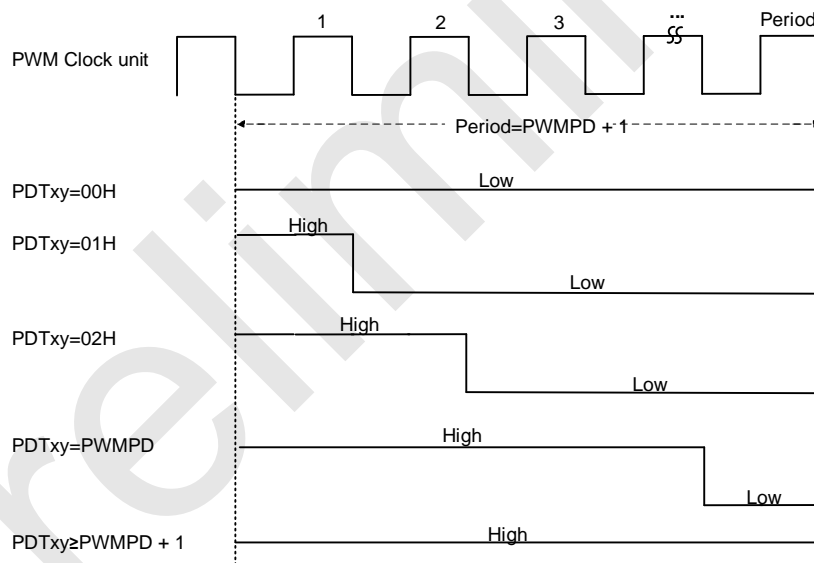 1 2 3 ... Period
PWM Clock unit
Period=PWMPD + 1
PDTxy=00H
Low
PDTxy=01H
High
Low
PDTxy=02H
High
Low
PDTxy=PWMPD
High
Low
PDTxy≥PWMPD + 1
High
relimi